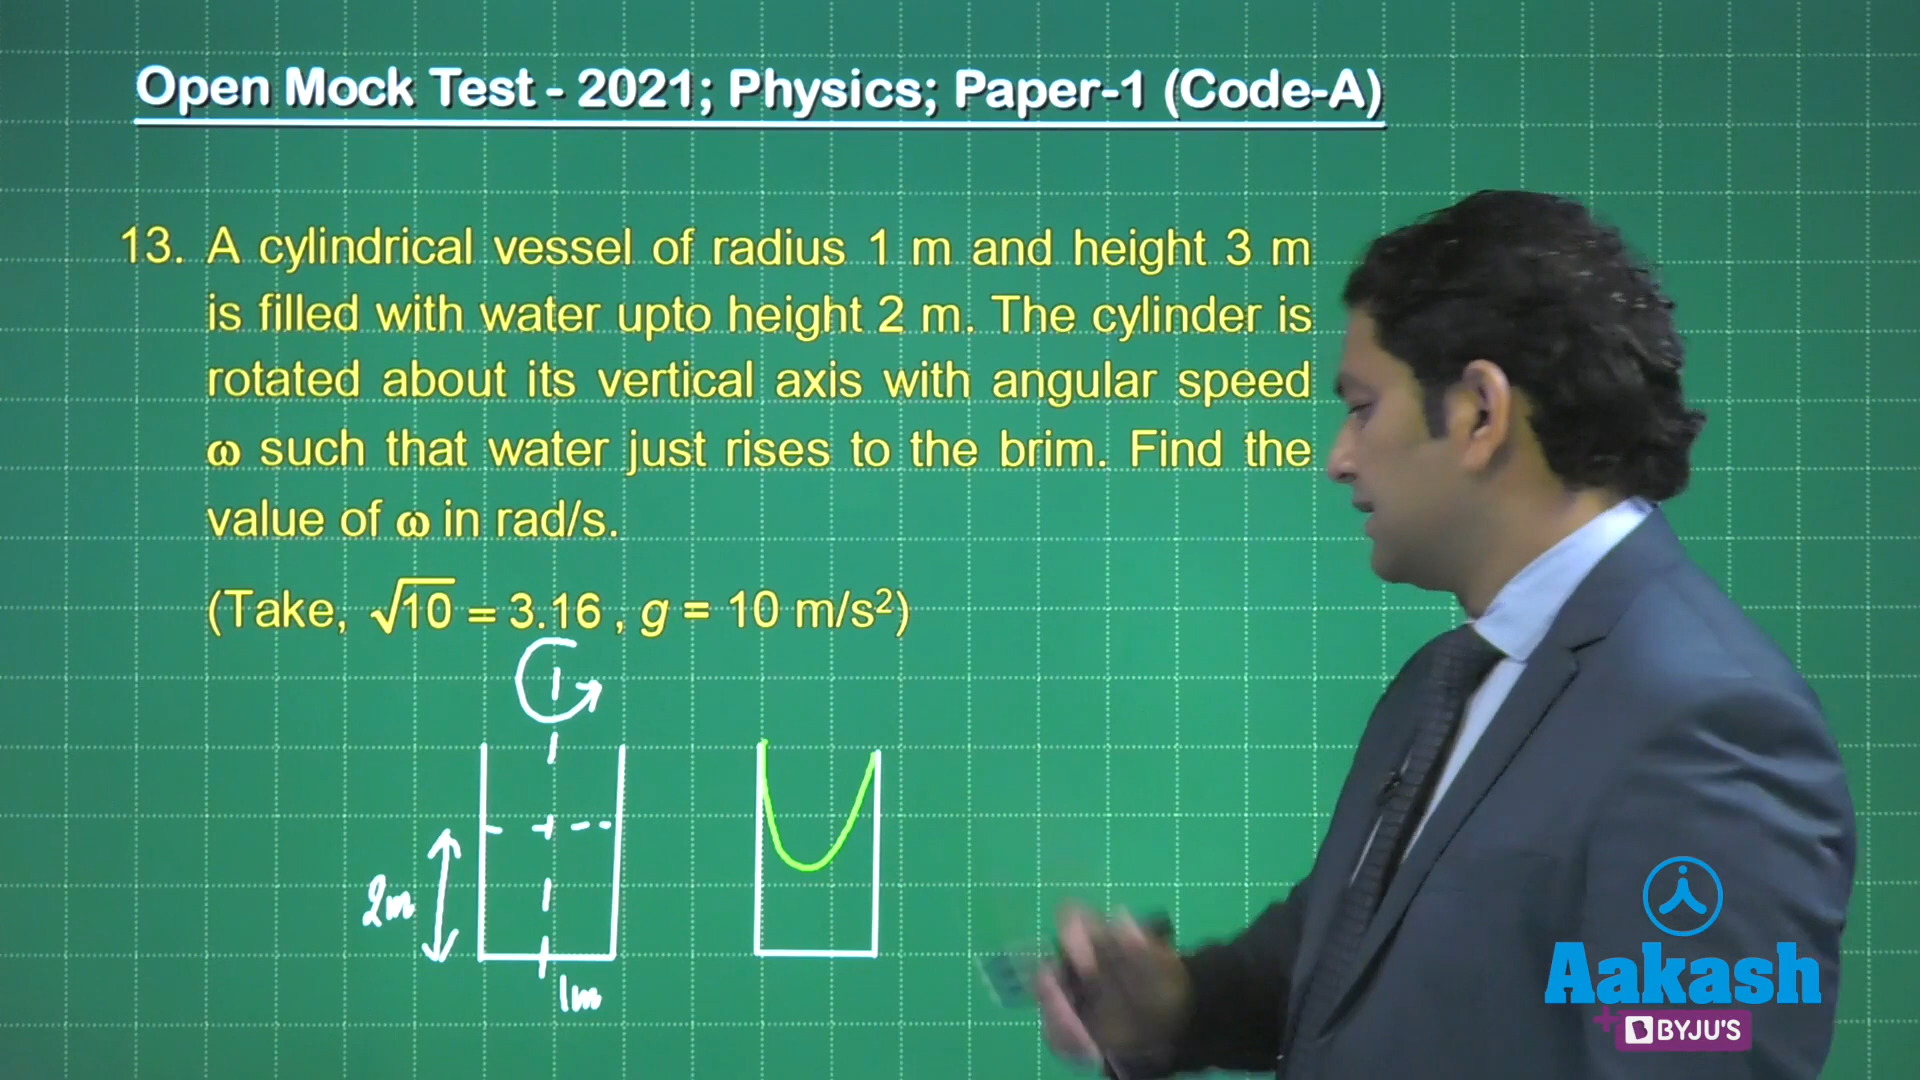 Open Mock Test - 2021; Physics; Paper-1 (Code-A)
13. A cylindrical vessel of radius 1 m and height 3 m
is filled with water upto height 2 m. The cylinder is
rotated about its vertical axis with angular speed
ω such that water just rises to the brim. Find the
value of ω in rad/s.
(Take, √10 = 3.16 , g = 10 m/s²)
2m
1m
Aakash
+ B BYJU'S